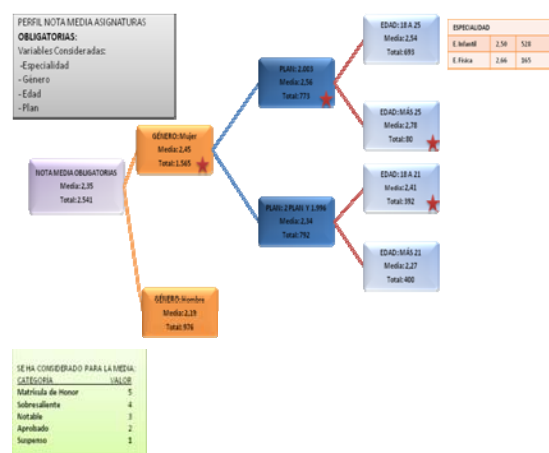 PERFIL NOTA MEDIA ASIGNATURAS
OBLIGATORIAS:
Variables Consideradas:
-Especialidad
-Género
-Edad
-Plan
NOTA MEDIA OBLIGATORIAS
Media: 2,35
Total: 2.541
GÉNERO: Mujer
Media: 2,45
Total: 1.565
GÉNERO: Hombre
Media: 2,19
Total: 976
PLAN: 2.003
Media: 2,56
Total: 773
PLAN: 2 PLAN Y 1.996
Media: 2,34
Total: 792
EDAD: 18 A 25
Media: 2,54
Total: 693
EDAD: MÁS 25
Media: 2,78
Total: 80
EDAD: 18 A 21
Media: 2,41
Total: 392
EDAD: MÁS 21
Media: 2,27
Total: 400
ESPECIALIDAD
E. Infantil 2,50 528
E. Física 2,66 165
SE HA CONSIDERADO PARA LA MEDIA:
CATEGORÍA VALOR
Matrícula de Honor 5
Sobresaliente 4
Notable 3
Aprobado 2
Suspenso 1